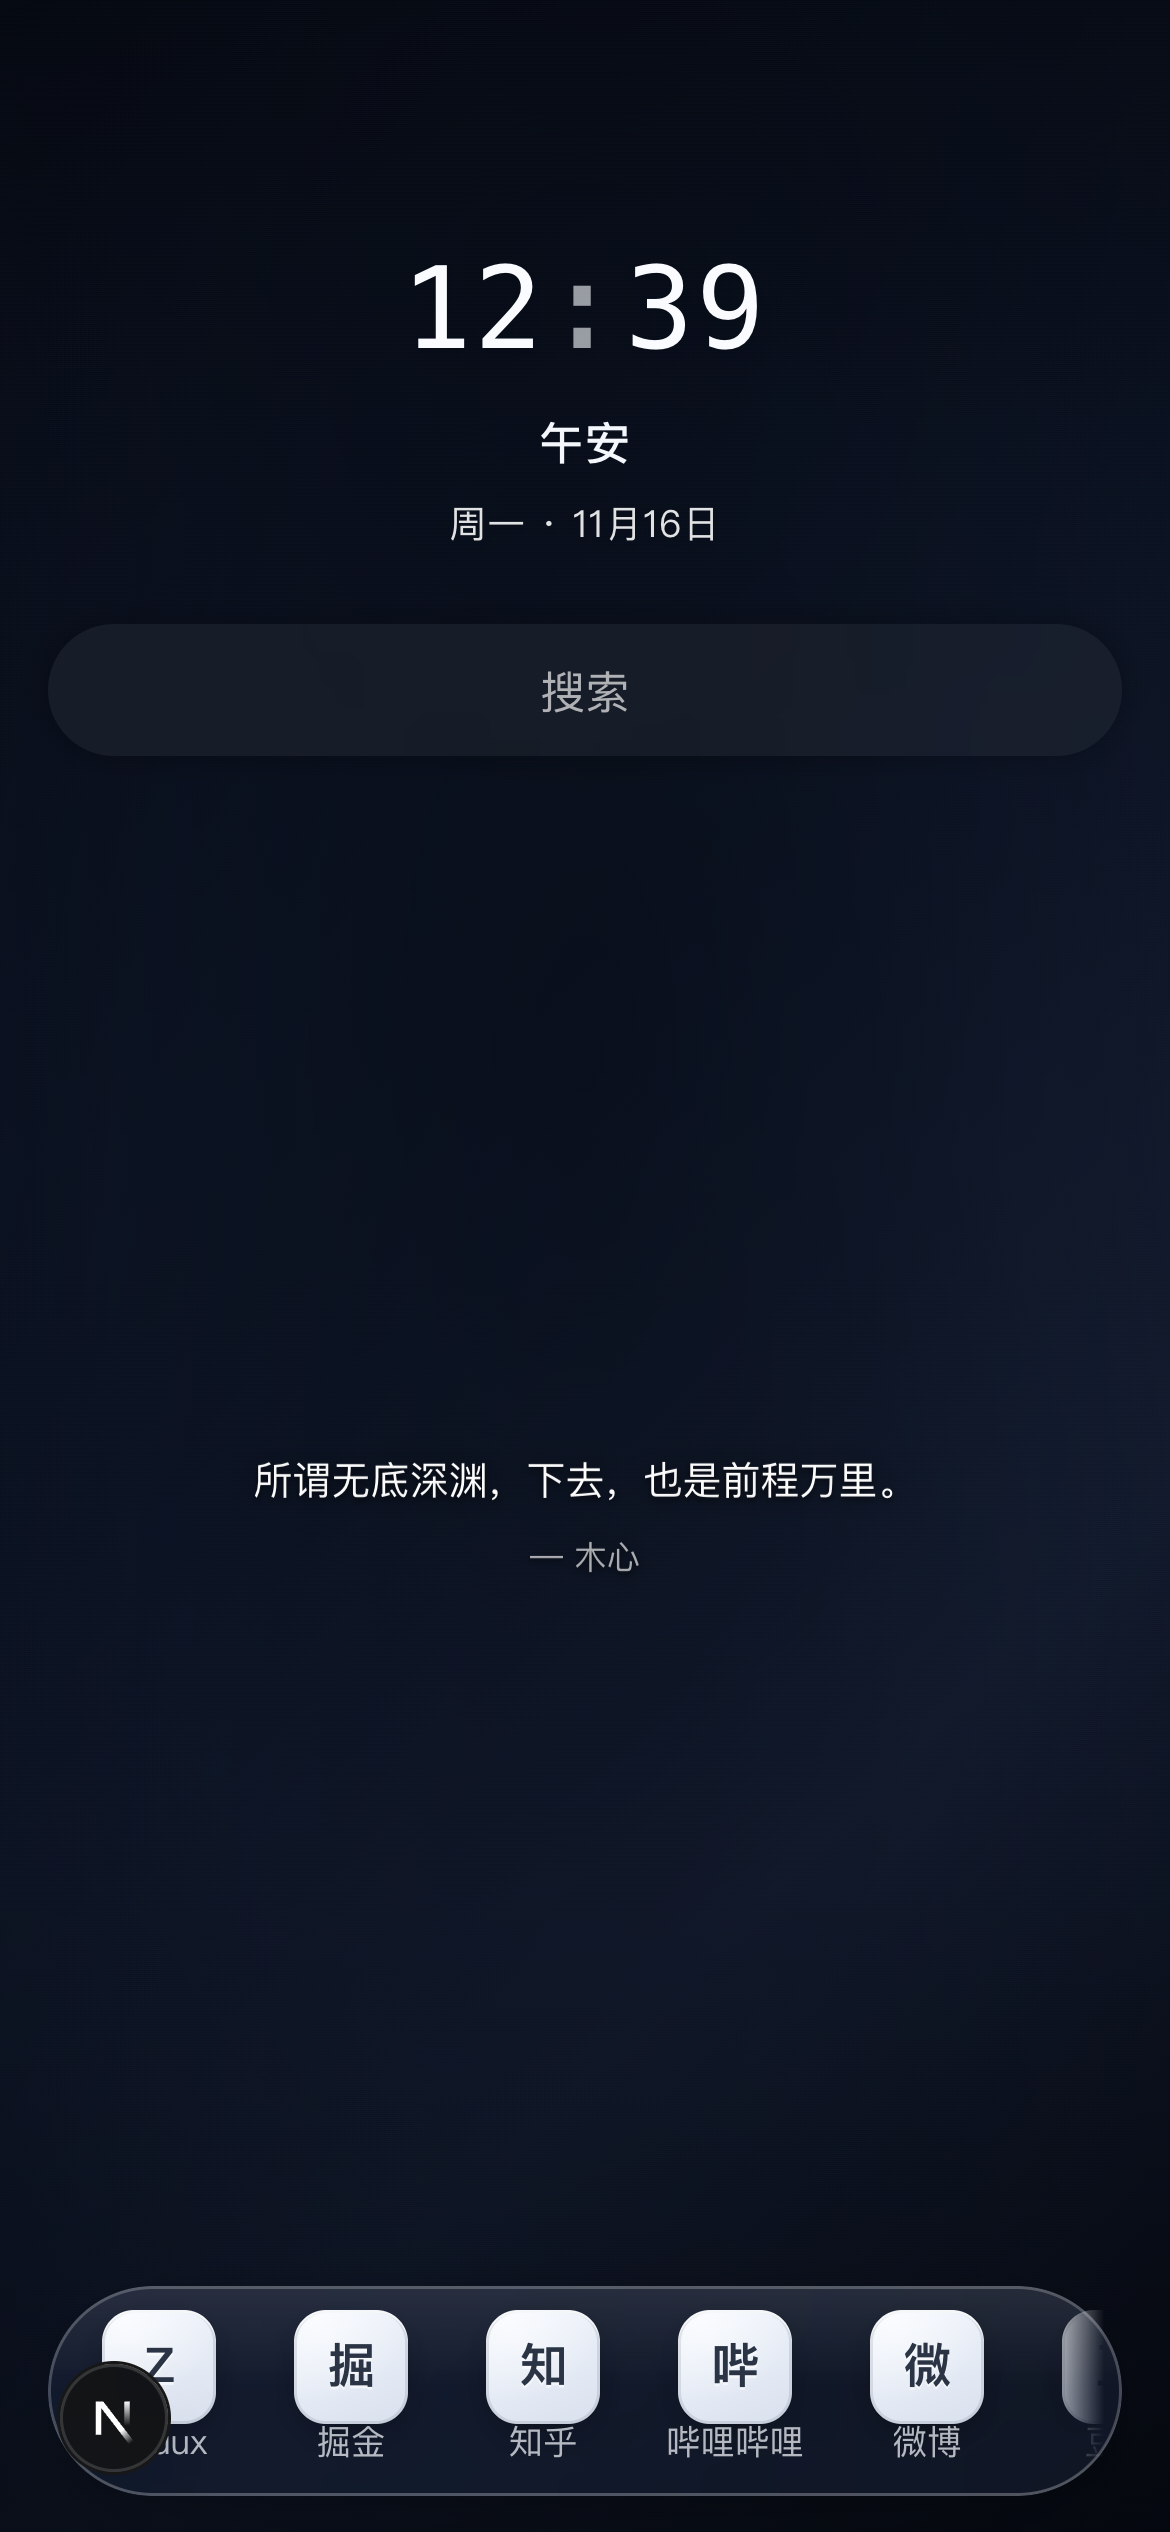 12:39
午安
周一 · 11月16日
搜索
所谓无底深渊，下去，也是前程万里。
— 木心
Z 掘 知 哔 微
N
掘金 知乎 哔哩哔哩 微博